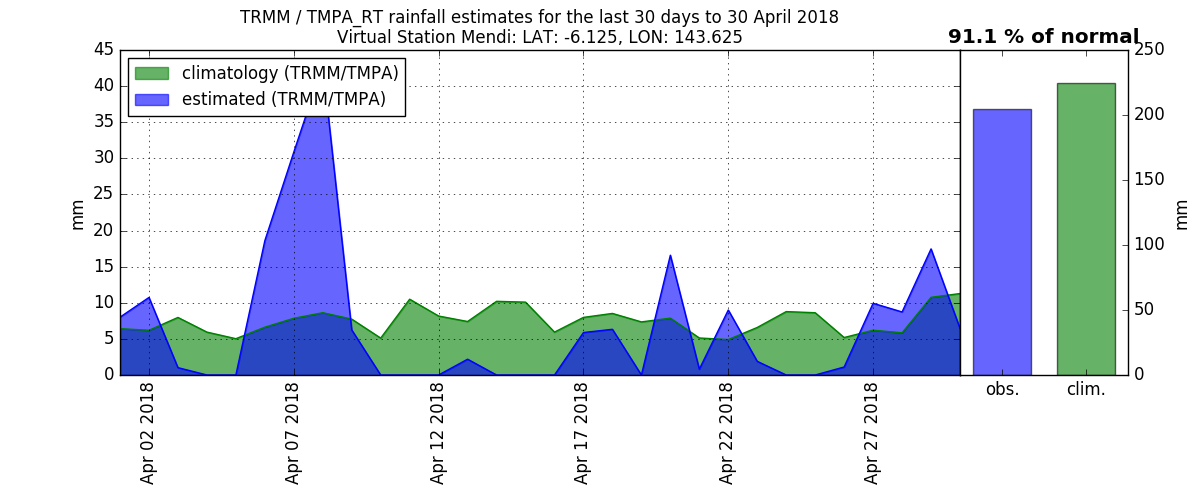 TRMM / TMPA_RT rainfall estimates for the last 30 days to 30 April 2018
Virtual Station Mendi: LAT: -6.125, LON: 143.625
91.1 % of normal
climatology (TRMM/TMPA)
estimated (TRMM/TMPA)
45
40
35
30
25
20
15
10
5
0
mm
Apr 02 2018
Apr 07 2018
Apr 12 2018
Apr 17 2018
Apr 22 2018
Apr 27 2018
obs.
clim.
250
200
150
100
50
0
mm